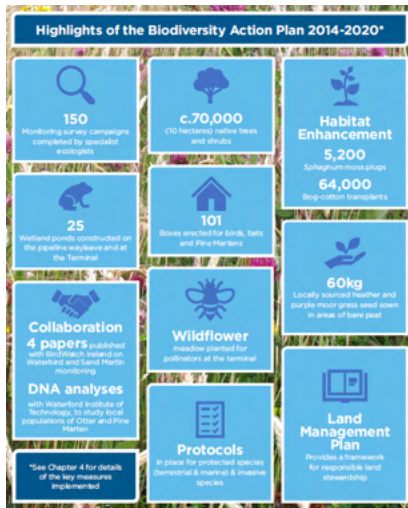 Highlights of the Biodiversity Action Plan 2014-2020*
150
Monitoring survey campaigns
completed by specialist
ecologists
c.70,000
(10 hectares) native trees
and shrubs
Habitat
Enhancement
5,200
Sphagnum moss plugs
64,000
Bog-cotton transplants
25
Wetland ponds constructed on
the pipeline wayleave and at
the Terminal
101
Boxes erected for birds, bats
and Pine Martens
60kg
Locally sourced heather and
purple moor grass seed sown
in areas of bare peat
Collaboration
4 papers published
with BirdWatch Ireland on
Waterbird and Sand Martin
monitoring
DNA analyses
with Waterford Institute of
Technology, to study local
populations of Otter and Pine
Marten
Wildflower
meadow planted for
pollinators at the terminal
Protocols
in place for protected species
(terrestrial & marine) & invasive
species
Land
Management
Plan
Provides a framework
for responsible land
stewardship
*See Chapter 4 for details
of the key measures
implemented